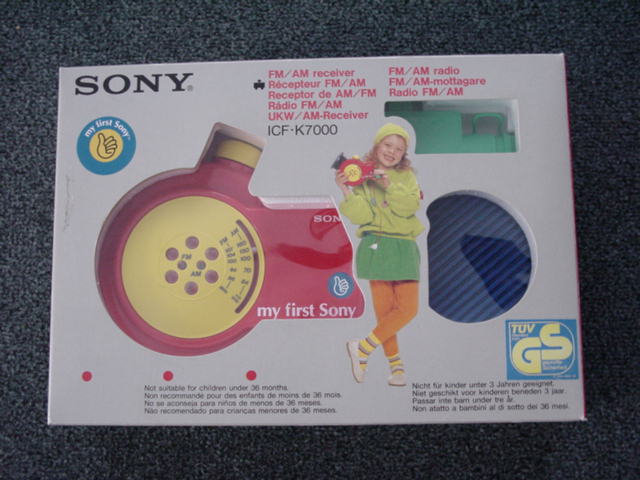 SONY
FM/AM receiver
Récepteur FM/AM
Receptor de AM/FM
Rádio FM/AM
UKW/AM-Receiver
FM/AM radio
FM/AM-mottagare
Radio FM/AM
ICF-K7000
my first Sony
SON
FM
AM
my first Sony
TÜV
GS
Not suitable for children under 36 months.
Non recommandé pour des enfants de moins de 36 mois.
No se aconseja para niños de menos de 36 meses.
Não recomendado para crianças menores de 36 meses.
Nicht für kinder unter 3 Jahren geeignet.
Niet geschikt voor kinderen beneden 3 jaar.
Passar inte barn under tre år.
Non atatto a bambini al di sotto dei 36 mesi.